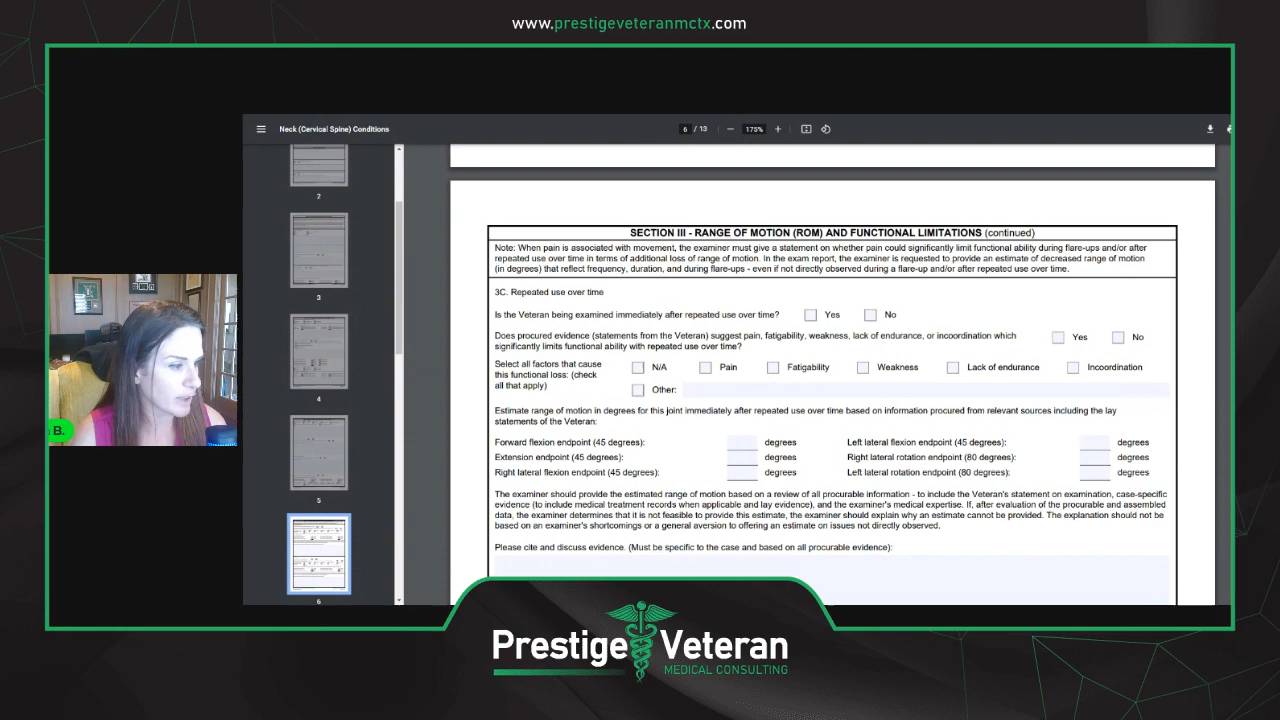 www.prestigeveteranmctx.com
Neck (Cervical Spine) Conditions
6 / 13
175%
2
3
4
5
6
B.
SECTION III - RANGE OF MOTION (ROM) AND FUNCTIONAL LIMITATIONS (continued)
Note: When pain is associated with movement, the examiner must give a statement on whether pain could significantly limit functional ability during flare-ups and/or after
repeated use over time in terms of additional loss of range of motion. In the exam report, the examiner is requested to provide an estimate of decreased range of motion
(in degrees) that reflect frequency, duration, and during flare-ups - even if not directly observed during a flare-up and/or after repeated use over time.
3C. Repeated use over time
Is the Veteran being examined immediately after repeated use over time? Yes No
Does procured evidence (statements from the Veteran) suggest pain, fatigability, weakness, lack of endurance, or incoordination which
significantly limits functional ability with repeated use over time? Yes No
Select all factors that cause
this functional loss: (check
all that apply)
N/A Pain Fatigability Weakness Lack of endurance Incoordination
Other:
Estimate range of motion in degrees for this joint immediately after repeated use over time based on information procured from relevant sources including the lay
statements of the Veteran:
Forward flexion endpoint (45 degrees): degrees Left lateral flexion endpoint (45 degrees): degrees
Extension endpoint (45 degrees): degrees Right lateral rotation endpoint (80 degrees): degrees
Right lateral flexion endpoint (45 degrees): degrees Left lateral rotation endpoint (80 degrees): degrees
The examiner should provide the estimated range of motion based on a review of all procurable information - to include the Veteran's statement on examination, case-specific
evidence (to include medical treatment records when applicable and lay evidence), and the examiner's medical expertise. If, after evaluation of the procurable and assembled
data, the examiner determines that it is not feasible to provide this estimate, the examiner should explain why an estimate cannot be provided. The explanation should not be
based on an examiner's shortcomings or a general aversion to offering an estimate on issues not directly observed.
Please cite and discuss evidence. (Must be specific to the case and based on all procurable evidence):
Prestige Veteran
MEDICAL CONSULTING